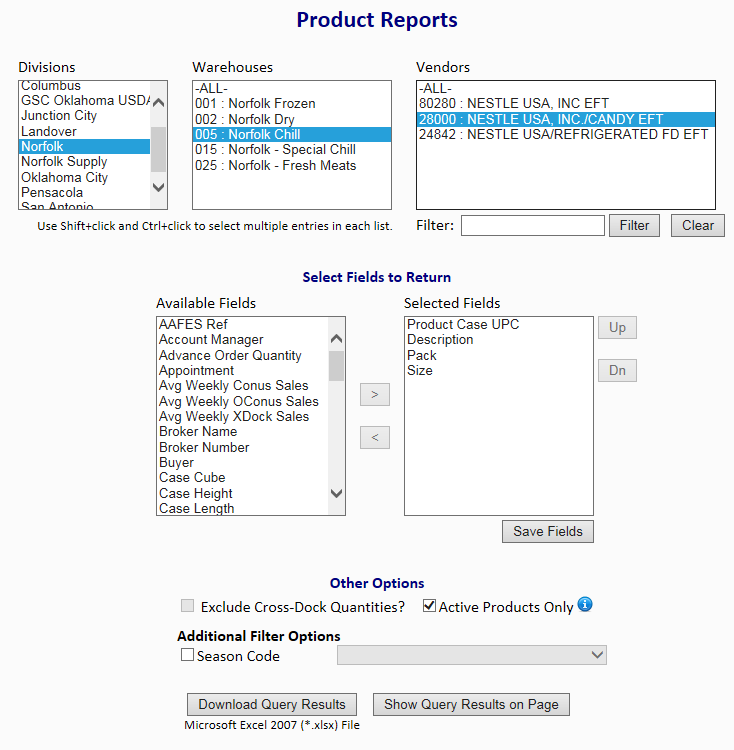 Product Reports
Divisions
Warehouses
Vendors
Columbus
GSC Oklahoma USDA
Junction City
Landover
Norfolk
Norfolk Supply
Oklahoma City
Pensacola
San Antonio
-ALL-
001 : Norfolk Frozen
002 : Norfolk Dry
005 : Norfolk Chill
015 : Norfolk - Special Chill
025 : Norfolk - Fresh Meats
-ALL-
80280 : NESTLE USA, INC EFT
28000 : NESTLE USA, INC./CANDY EFT
24842 : NESTLE USA/REFRIGERATED FD EFT
Use Shift+click and Ctrl+click to select multiple entries in each list.
Filter:
Filter
Clear
Select Fields to Return
Available Fields
Selected Fields
AAFES Ref
Account Manager
Advance Order Quantity
Appointment
Avg Weekly Conus Sales
Avg Weekly OConus Sales
Avg Weekly XDock Sales
Broker Name
Broker Number
Buyer
Case Cube
Case Height
Case Length
>
<
Product Case UPC
Description
Pack
Size
Up
Dn
Save Fields
Other Options
Exclude Cross-Dock Quantities?
Active Products Only
Additional Filter Options
Season Code
Download Query Results
Show Query Results on Page
Microsoft Excel 2007 (*.xlsx) File